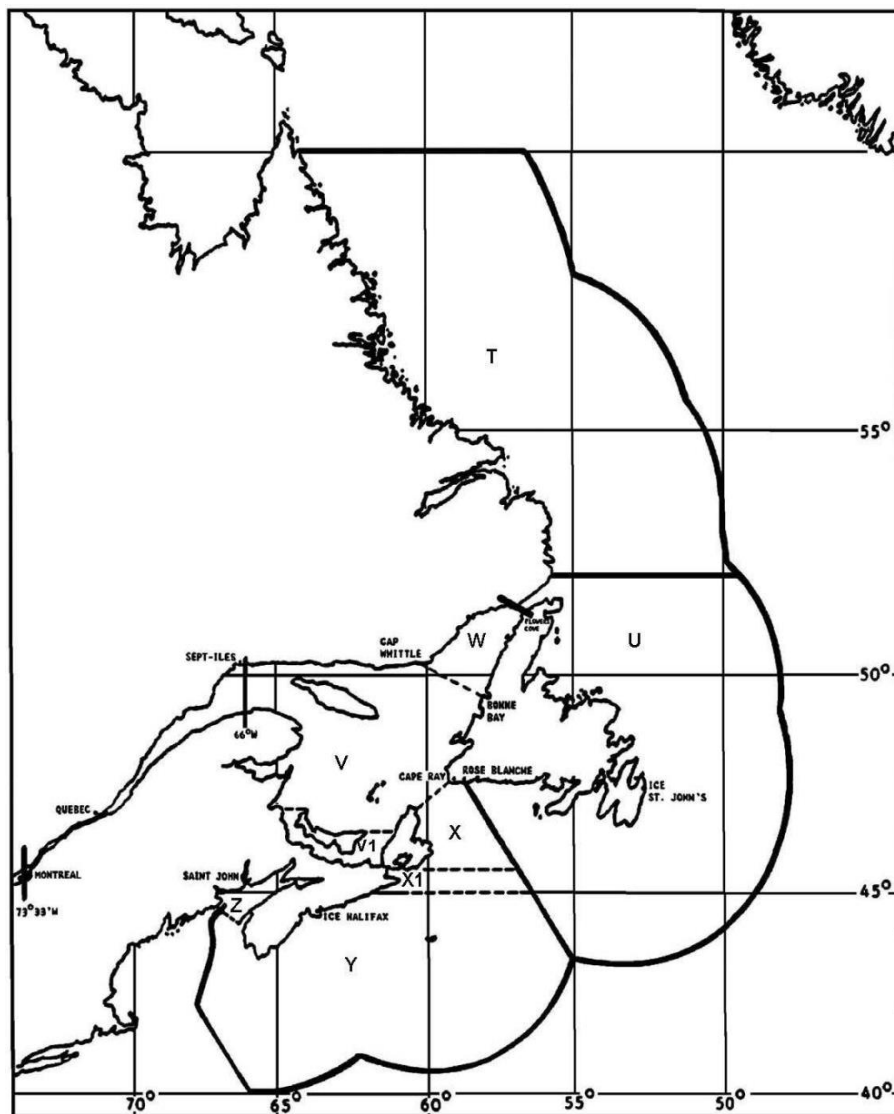 T
55°
W
FLOWERS
COVE
U
CAP
WHITTLE
SEPT-ILES
50°
BONNE
BAY
66°W
V
CAPE RAY
ROSE BLANCHE
ICE
ST. JOHN'S
QUEBEC
X
V1
MONTREAL
SAINT JOHN
X1
45°
73°33'W
Z
ICE HALIFAX
Y
70°
65°
60°
55°
50°
40°